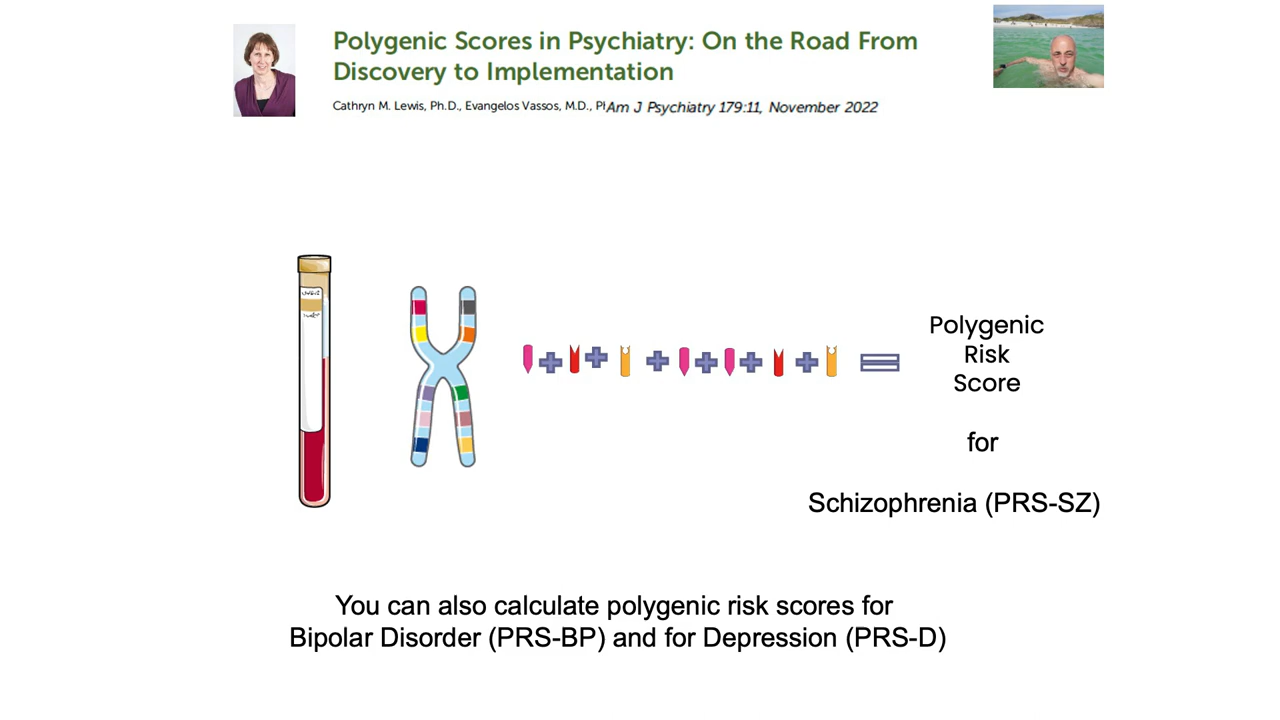 Polygenic Scores in Psychiatry: On the Road From
Discovery to Implementation
Cathryn M. Lewis, Ph.D., Evangelos Vassos, M.D., Ph
Am J Psychiatry 179:11, November 2022
Polygenic
Risk
Score
for
Schizophrenia (PRS-SZ)
You can also calculate polygenic risk scores for
Bipolar Disorder (PRS-BP) and for Depression (PRS-D)